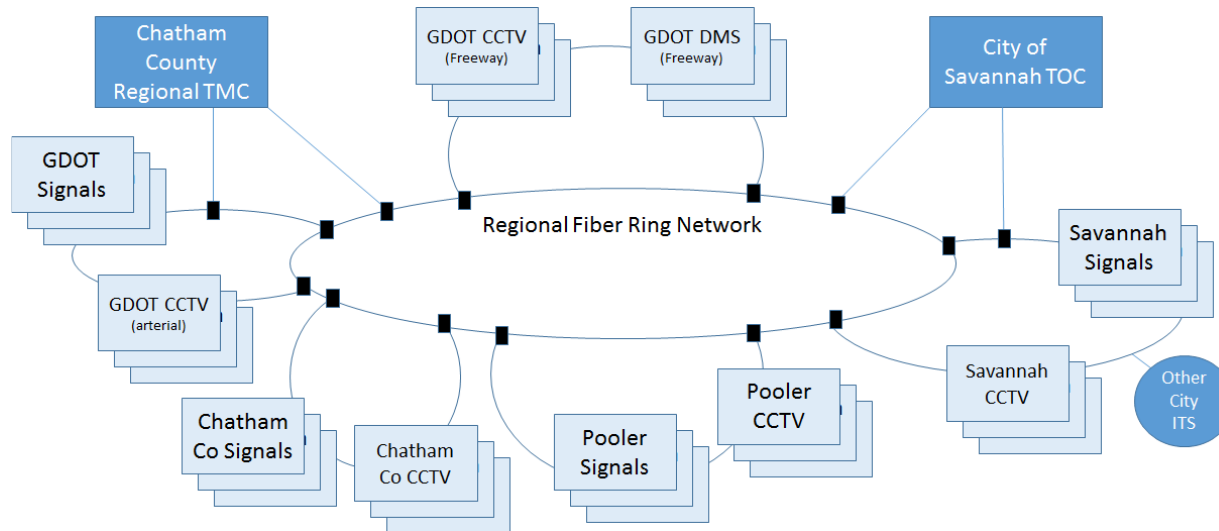 Chatham
County
Regional TMC
GDOT CCTV
(Freeway)
GDOT DMS
(Freeway)
City of
Savannah TOC
GDOT
Signals
Regional Fiber Ring Network
Savannah
Signals
GDOT CCTV
(arterial)
Savannah
CCTV
Other
City
ITS
Pooler
CCTV
Chatham
Co Signals
Chatham
Co CCTV
Pooler
Signals